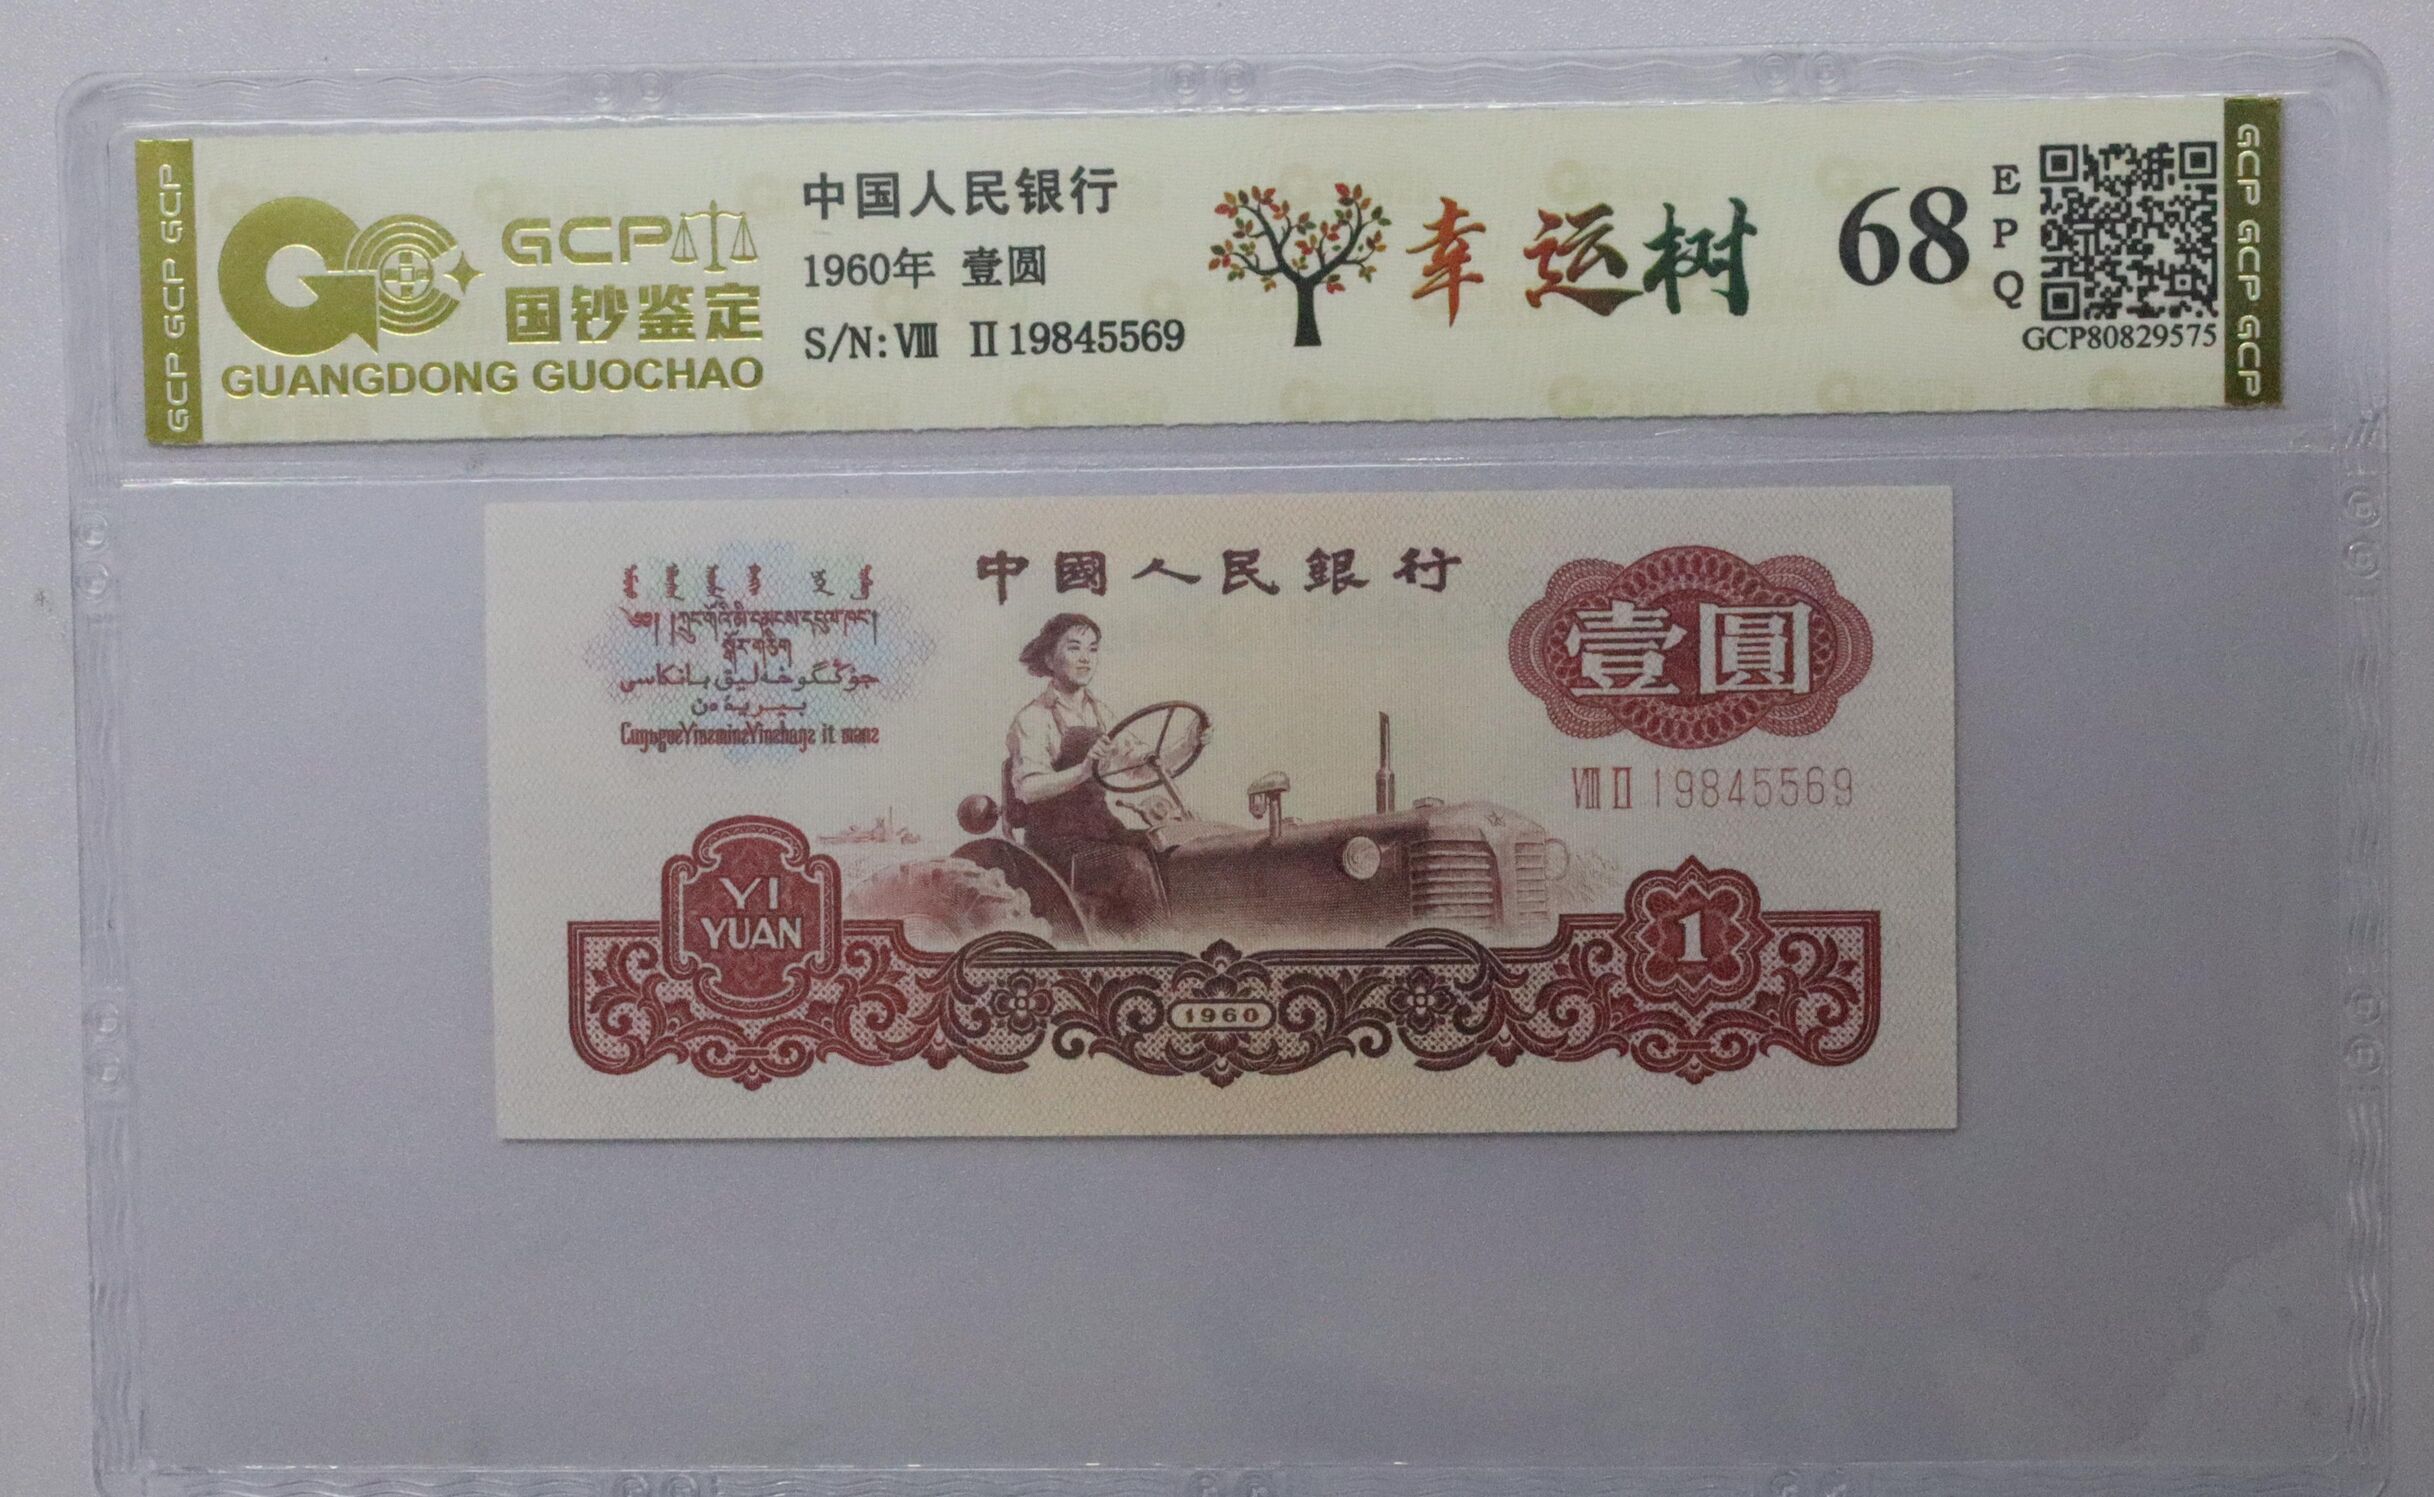 GCP GCP GCP
GCP
国钞鉴定
GUANGDONG GUOCHAO
中国人民银行
1960年 壹圆
S/N: Ⅷ Ⅱ 19845569
幸运树
68
EPQ
GCP80829575
GCP GCP GCP
中國人民銀行
壹圓
ⅧⅡ 19845569
YI
YUAN
1960
1